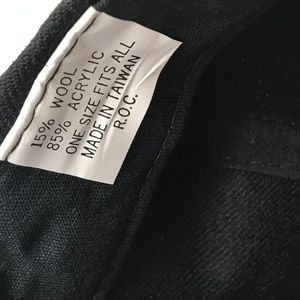 15% WOOL
85% ACRYLIC
ONE SIZE FITS ALL
MADE IN TAIWAN
R.O.C.